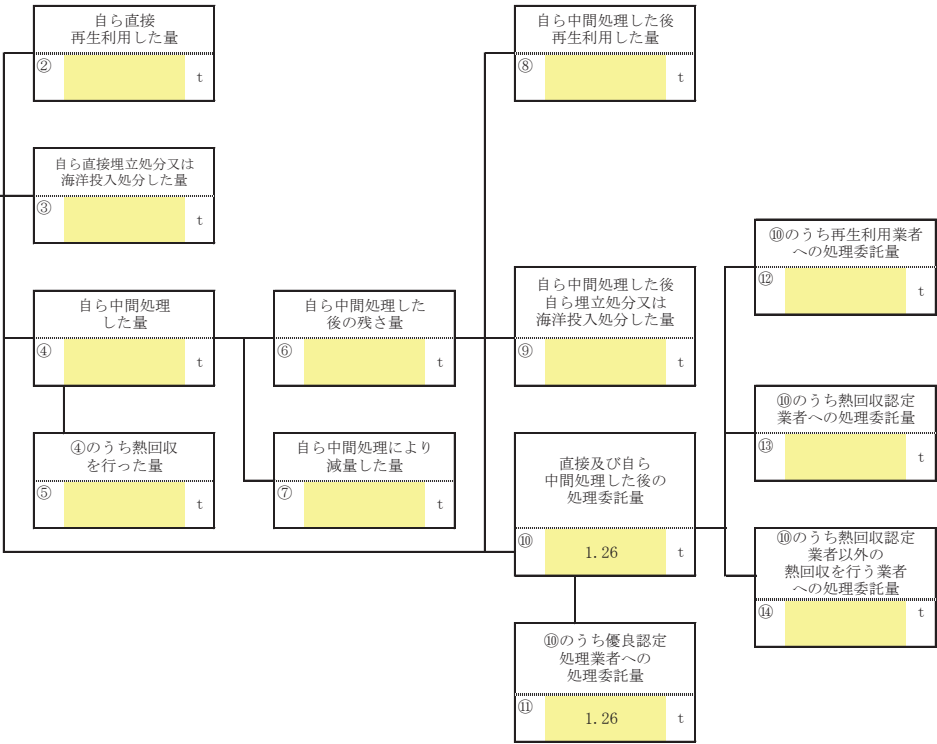 自ら直接
再生利用した量
②
t
自ら直接埋立処分又は
海洋投入処分した量
③
t
自ら中間処理
した量
④
t
④のうち熱回収
を行った量
⑤
t
自ら中間処理した
後の残さ量
⑥
t
自ら中間処理により
減量した量
⑦
t
自ら中間処理した後
再生利用した量
⑧
t
自ら中間処理した後
自ら埋立処分又は
海洋投入処分した量
⑨
t
直接及び自ら
中間処理した後の
処理委託量
⑩
1.26
t
⑩のうち優良認定
処理業者への
処理委託量
⑪
1.26
t
⑩のうち再生利用業者
への処理委託量
⑫
t
⑩のうち熱回収認定
業者への処理委託量
⑬
t
⑩のうち熱回収認定
業者以外の
熱回収を行う業者
への処理委託量
⑭
t